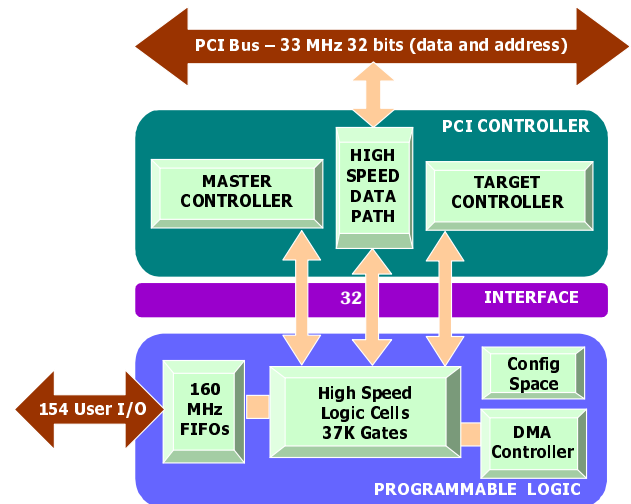 PCI Bus – 33 MHz 32 bits (data and address)
PCI CONTROLLER
HIGH
SPEED
DATA
PATH
MASTER
CONTROLLER
TARGET
CONTROLLER
32
INTERFACE
154 User I/O
160
MHz
FIFOs
High Speed
Logic Cells
37K Gates
Config
Space
DMA
Controller
PROGRAMMABLE LOGIC